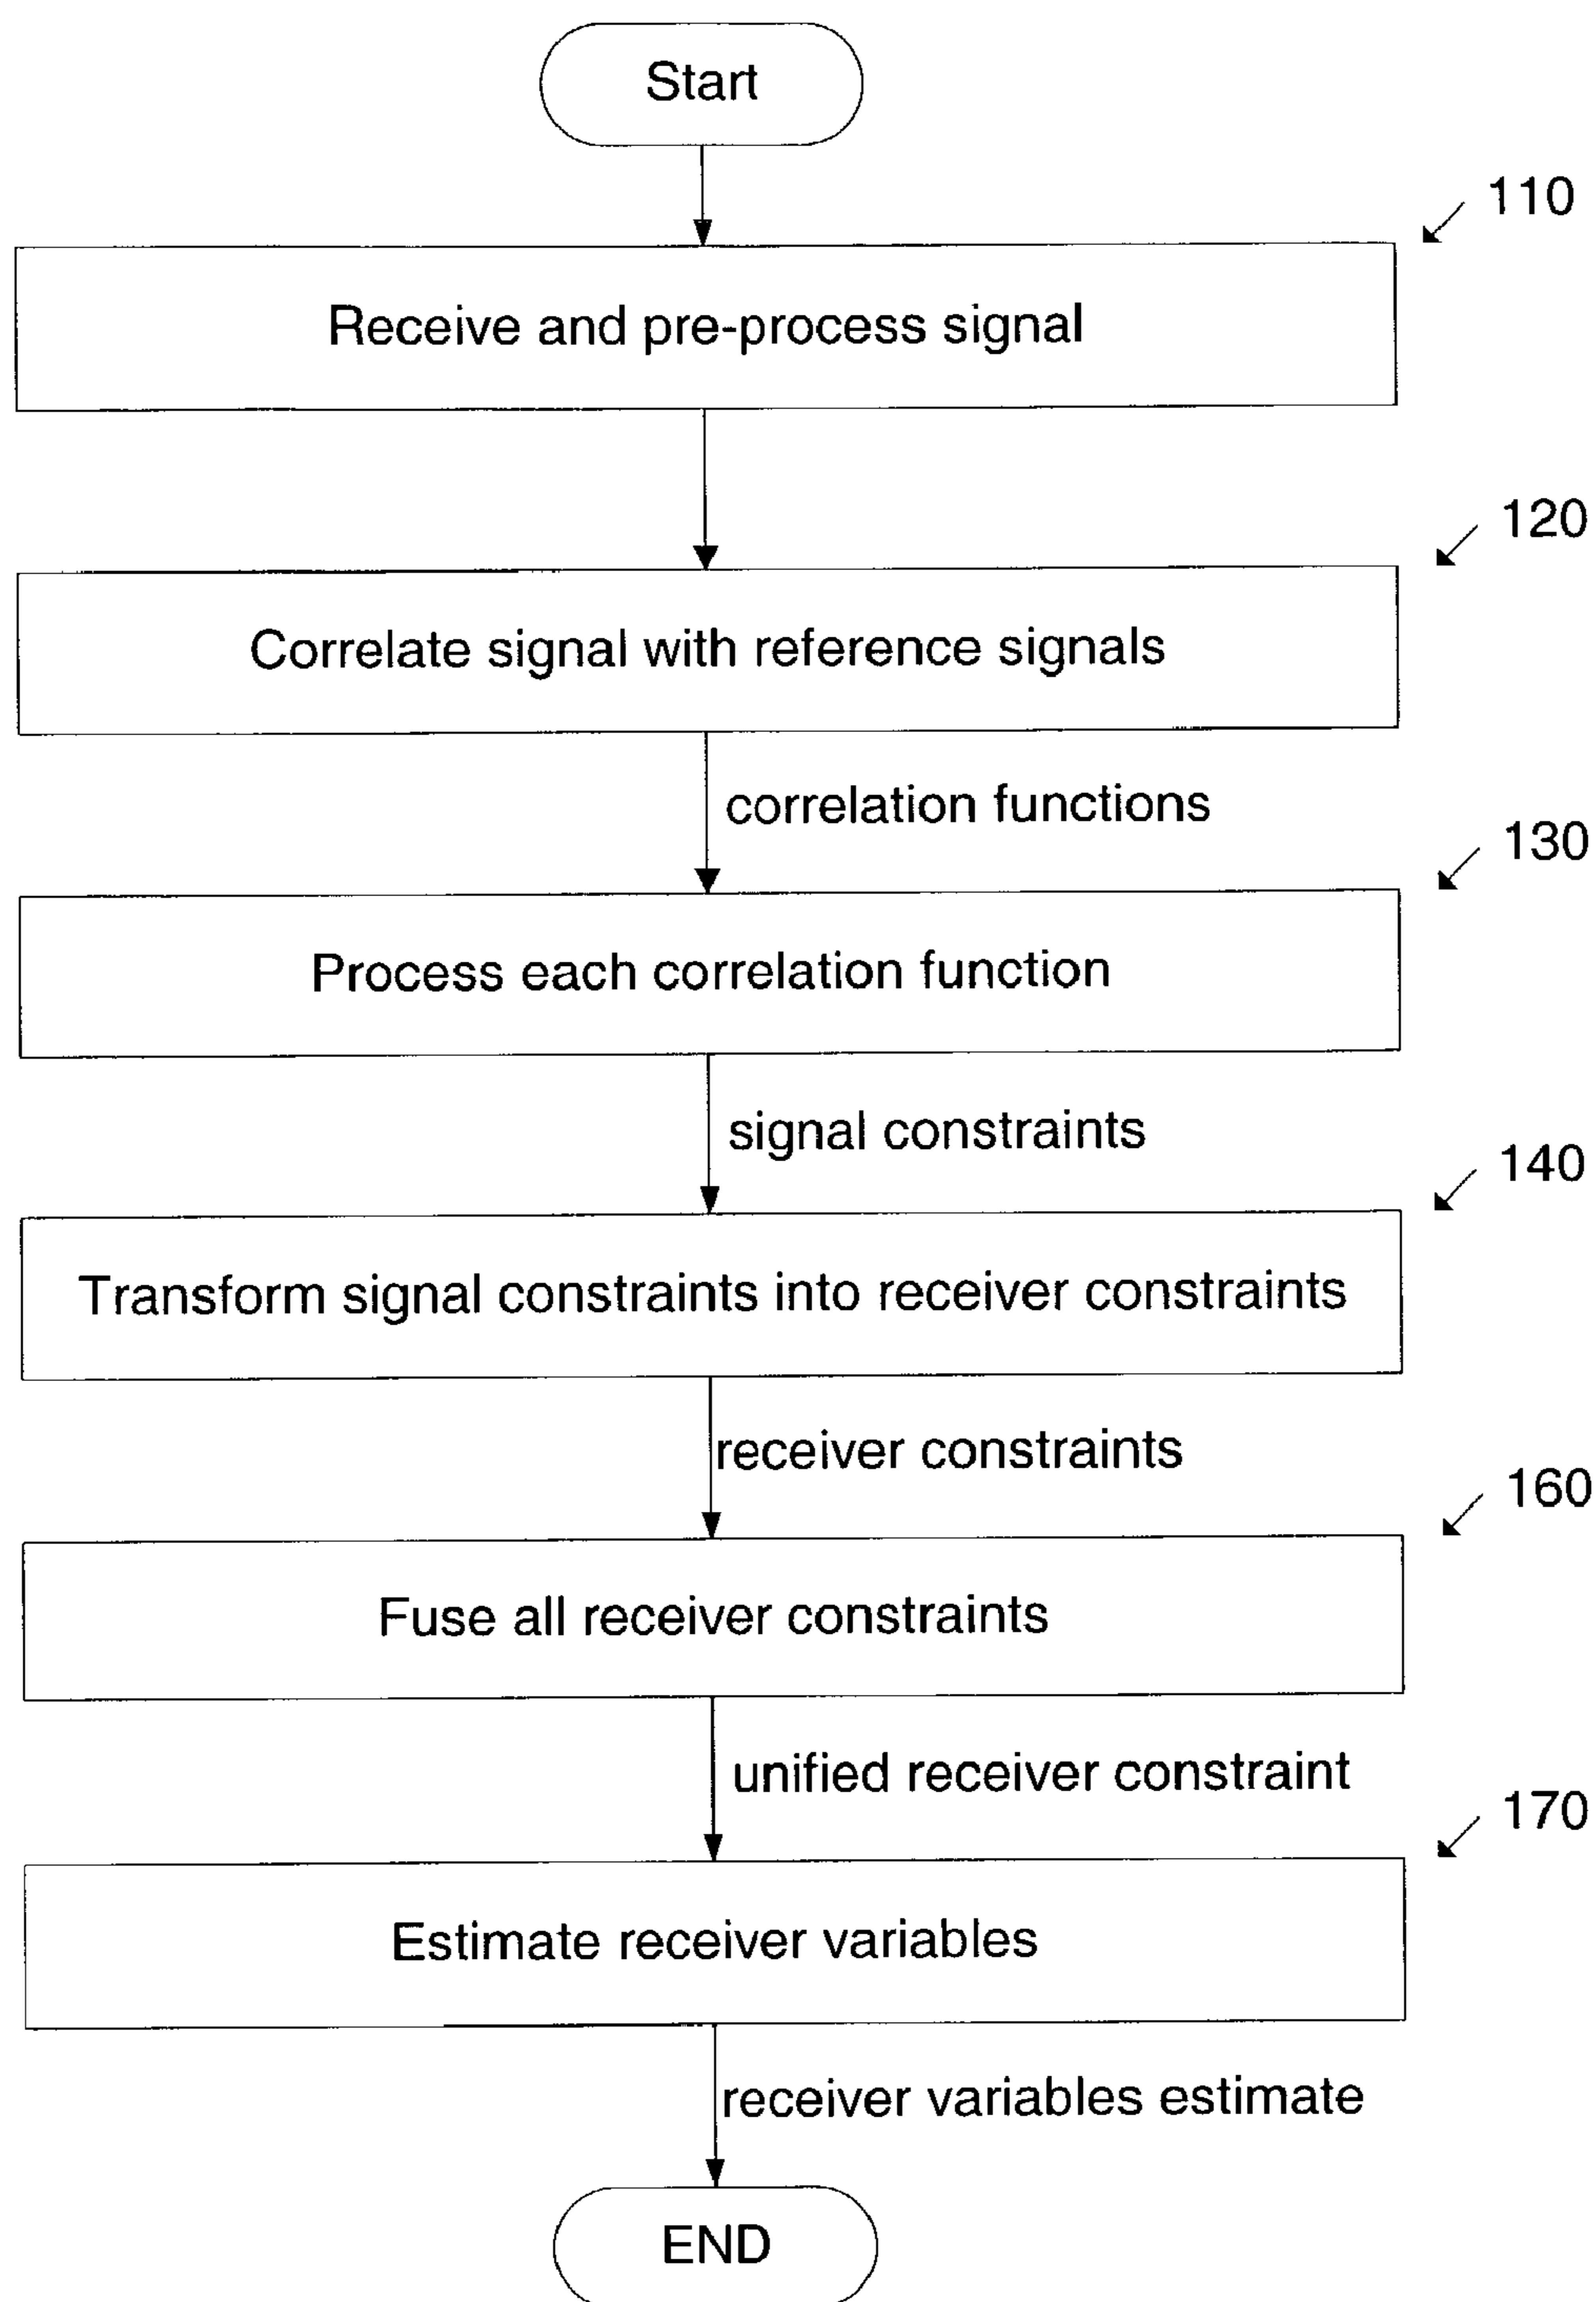 Start
110
Receive and pre-process signal
120
Correlate signal with reference signals
correlation functions
130
Process each correlation function
signal constraints
140
Transform signal constraints into receiver constraints
receiver constraints
160
Fuse all receiver constraints
unified receiver constraint
170
Estimate receiver variables
receiver variables estimate
END